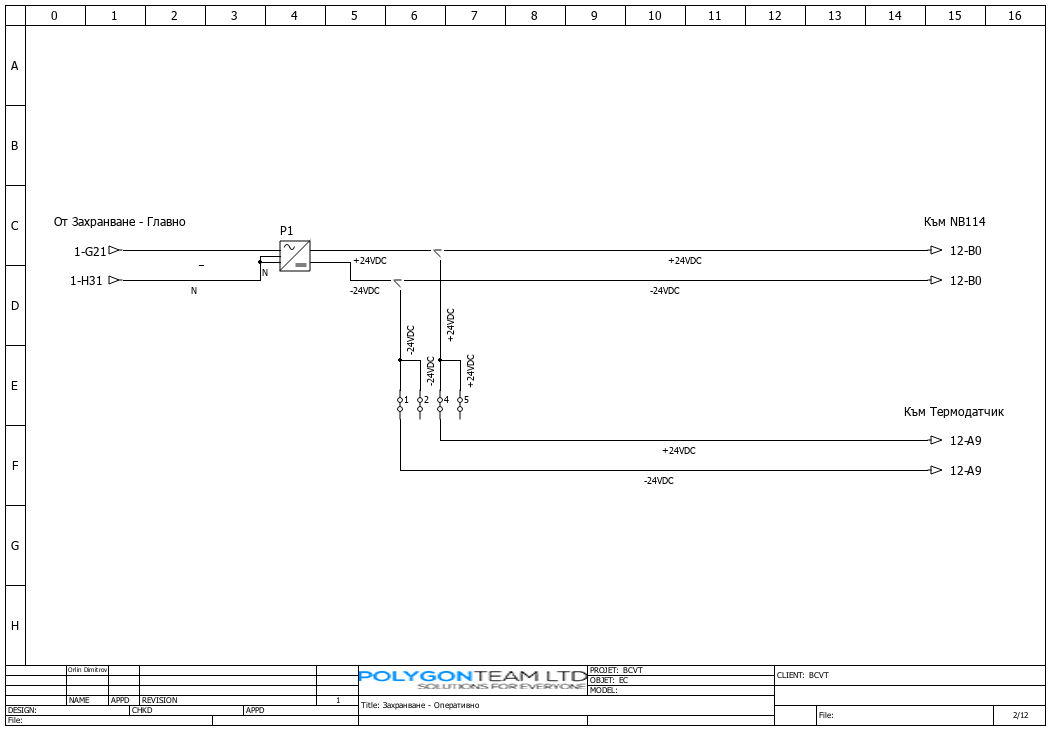 0 1 2 3 4 5 6 7 8 9 10 11 12 13 14 15 16
A
B
C
D
E
F
G
H
От Захранване - Главно
P1
Към NB114
1-G21
12-B0
+24VDC
+24VDC
–
N
1-H31
12-B0
N
-24VDC
-24VDC
-24VDC
+24VDC
-24VDC
+24VDC
1 2 4 5
Към Термодатчик
12-A9
+24VDC
12-A9
-24VDC
Orlin Dimitrov
NAME APPD REVISION 1
DESIGN: CHKD APPD
File:
POLYGONTEAM LTD
SOLUTIONS FOR EVERYONE
Title: Захранване - Оперативно
PROJET: BCVT
OBJET: EC
MODEL:
CLIENT: BCVT
File: 2/12